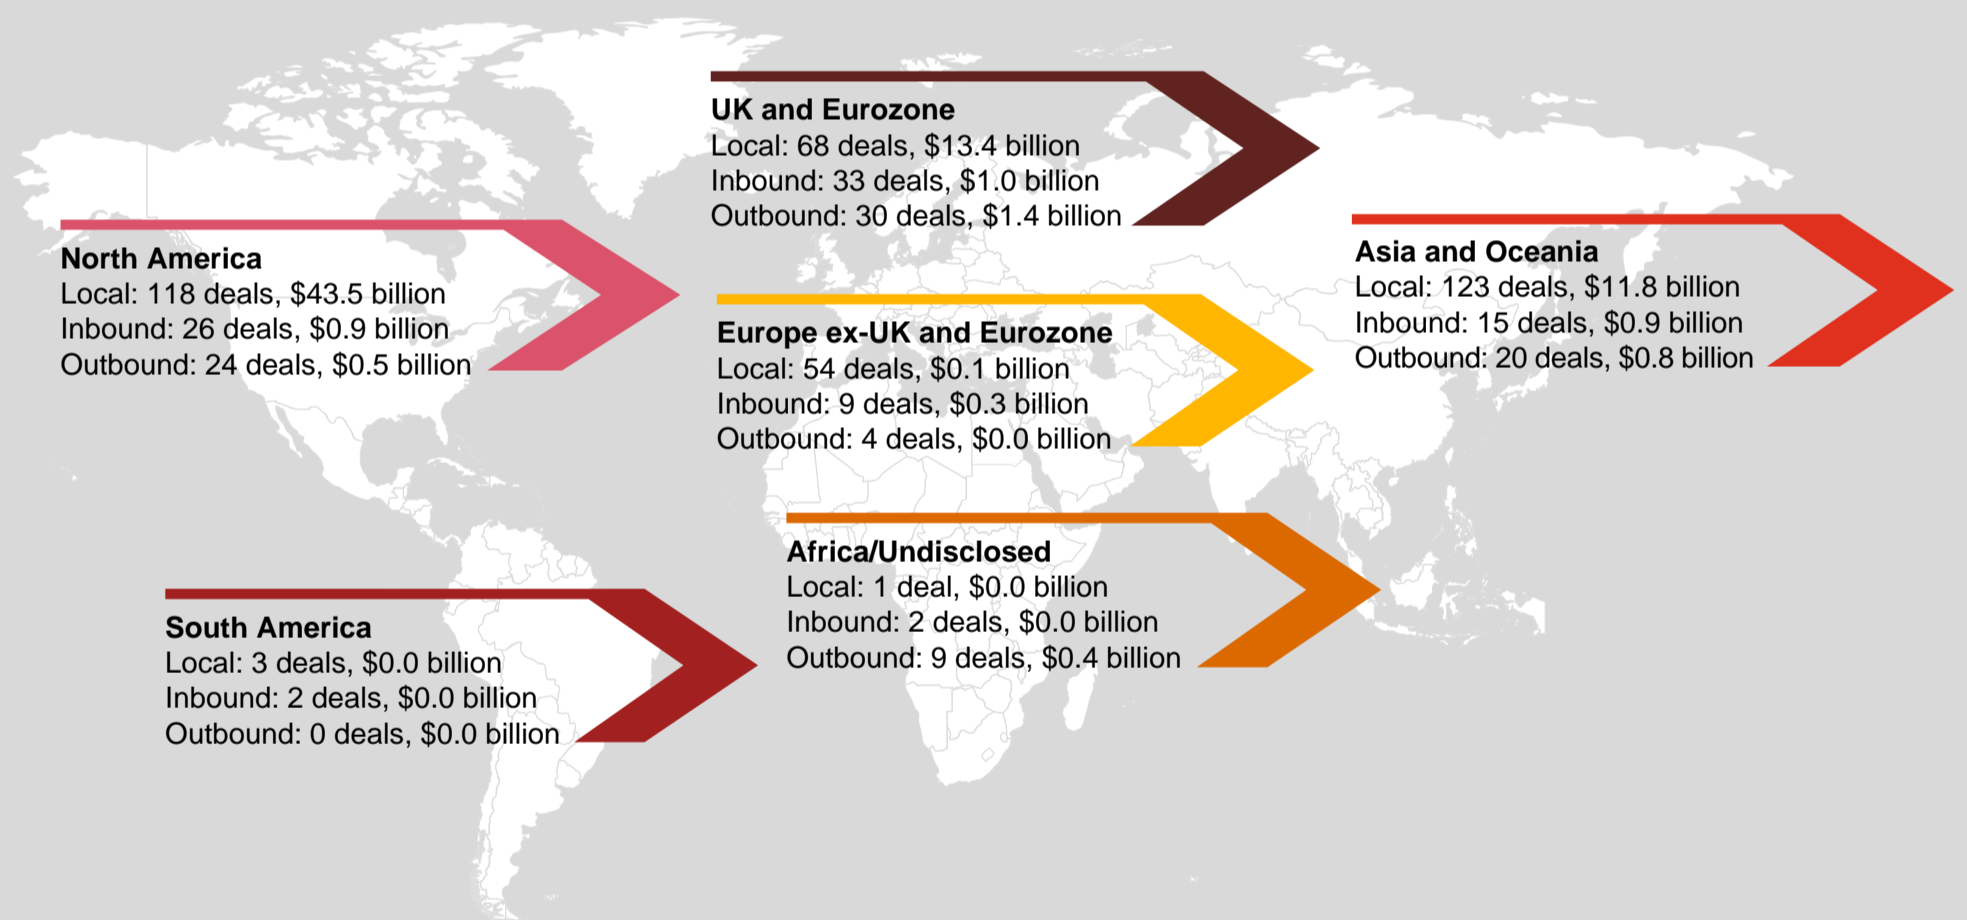 UK and Eurozone
Local: 68 deals, $13.4 billion
Inbound: 33 deals, $1.0 billion
Outbound: 30 deals, $1.4 billion
North America
Local: 118 deals, $43.5 billion
Inbound: 26 deals, $0.9 billion
Outbound: 24 deals, $0.5 billion
Asia and Oceania
Local: 123 deals, $11.8 billion
Inbound: 15 deals, $0.9 billion
Outbound: 20 deals, $0.8 billion
Europe ex-UK and Eurozone
Local: 54 deals, $0.1 billion
Inbound: 9 deals, $0.3 billion
Outbound: 4 deals, $0.0 billion
Africa/Undisclosed
Local: 1 deal, $0.0 billion
Inbound: 2 deals, $0.0 billion
Outbound: 9 deals, $0.4 billion
South America
Local: 3 deals, $0.0 billion
Inbound: 2 deals, $0.0 billion
Outbound: 0 deals, $0.0 billion